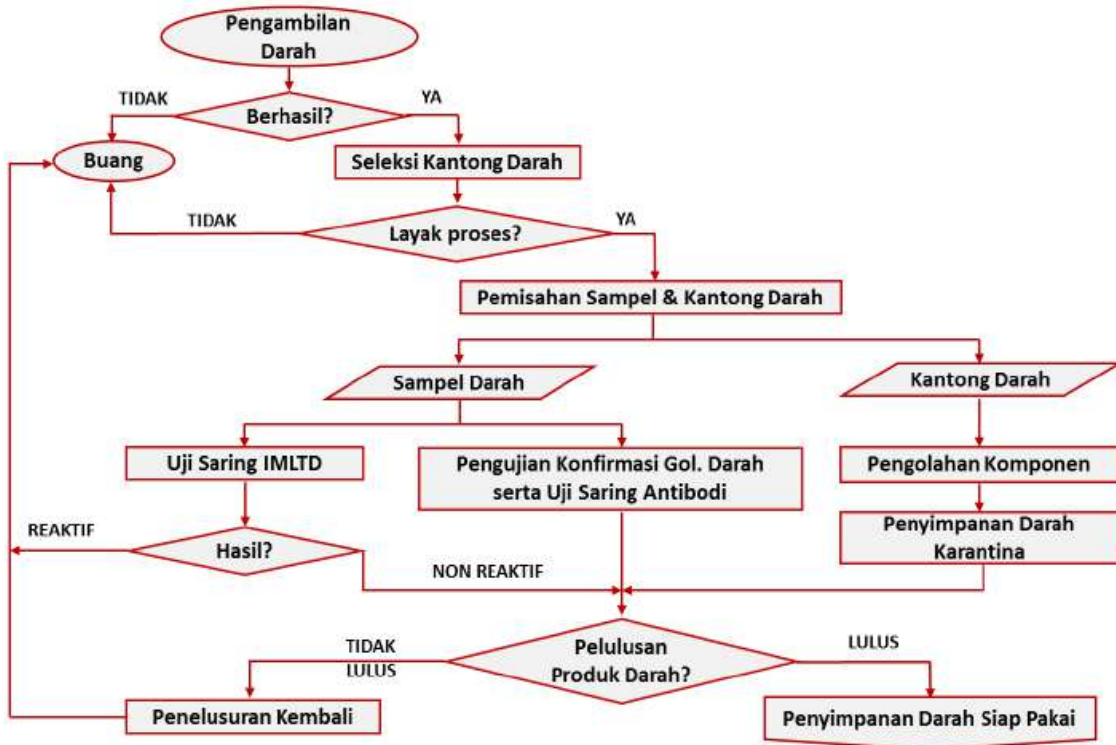 Pengambilan
Darah
TIDAK
YA
Berhasil?
Buang
Seleksi Kantong Darah
TIDAK
YA
Layak proses?
Pemisahan Sampel & Kantong Darah
Sampel Darah
Kantong Darah
Uji Saring IMLTD
Pengujian Konfirmasi Gol. Darah
serta Uji Saring Antibodi
Pengolahan Komponen
Penyimpanan Darah
Karantina
REAKTIF
Hasil?
NON REAKTIF
TIDAK
LULUS
Pelulusan
Produk Darah?
LULUS
Penelusuran Kembali
Penyimpanan Darah Siap Pakai